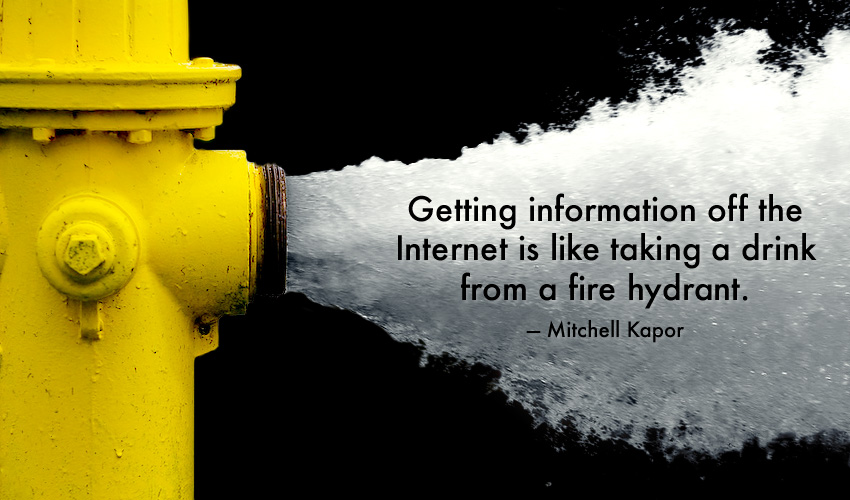 Getting information off the
Internet is like taking a drink
from a fire hydrant.
— Mitchell Kapor